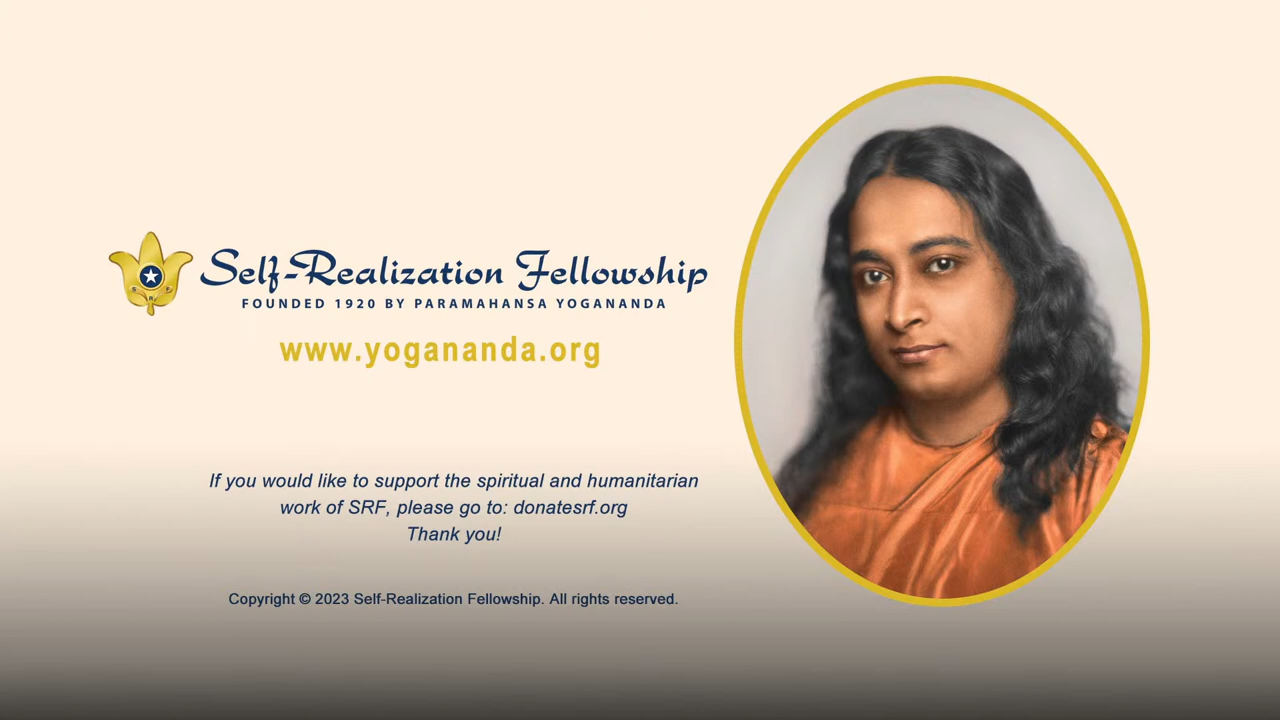 Self-Realization Fellowship
FOUNDED 1920 BY PARAMAHANSA YOGANANDA
www.yogananda.org
If you would like to support the spiritual and humanitarian
work of SRF, please go to: donatesrf.org
Thank you!
Copyright © 2023 Self-Realization Fellowship. All rights reserved.